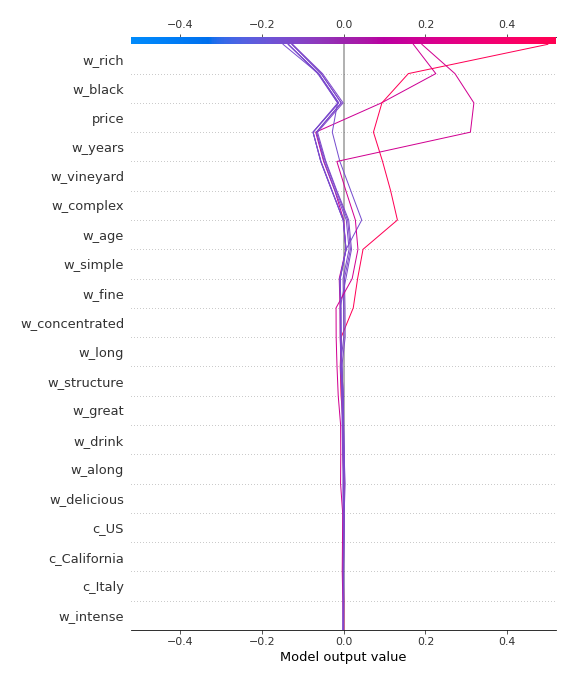 −0.4 −0.2 0.0 0.2 0.4
w_rich
w_black
price
w_years
w_vineyard
w_complex
w_age
w_simple
w_fine
w_concentrated
w_long
w_structure
w_great
w_drink
w_along
w_delicious
c_US
c_California
c_Italy
w_intense
−0.4 −0.2 0.0 0.2 0.4
Model output value